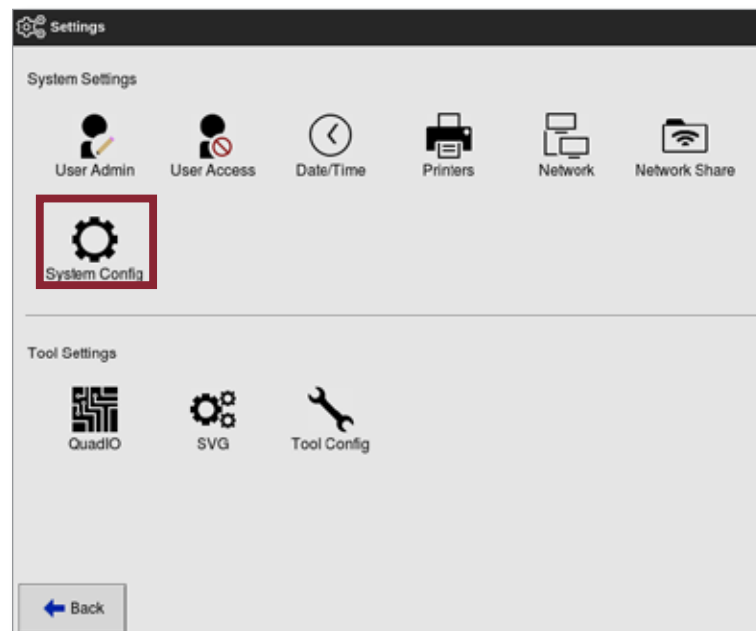 Settings
System Settings
User Admin User Access Date/Time Printers Network Network Share
System Config
Tool Settings
QuadIO SVG Tool Config
Back